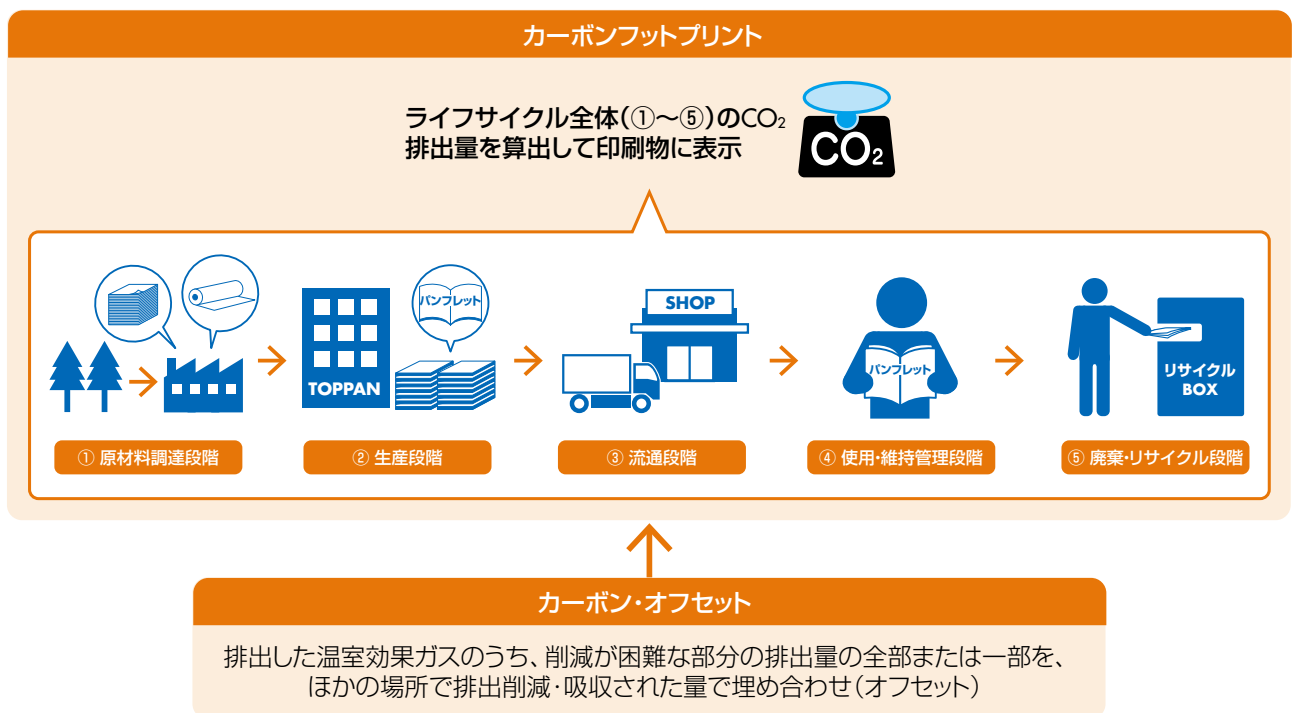 カーボンフットプリント
ライフサイクル全体(①～⑤)のCO₂
排出量を算出して印刷物に表示
CO₂
パンフレット
TOPPAN
SHOP
パンフレット
リサイクル
BOX
① 原材料調達段階
② 生産段階
③ 流通段階
④ 使用・維持管理段階
⑤ 廃棄・リサイクル段階
カーボン・オフセット
排出した温室効果ガスのうち、削減が困難な部分の排出量の全部または一部を、
ほかの場所で排出削減・吸収された量で埋め合わせ(オフセット)